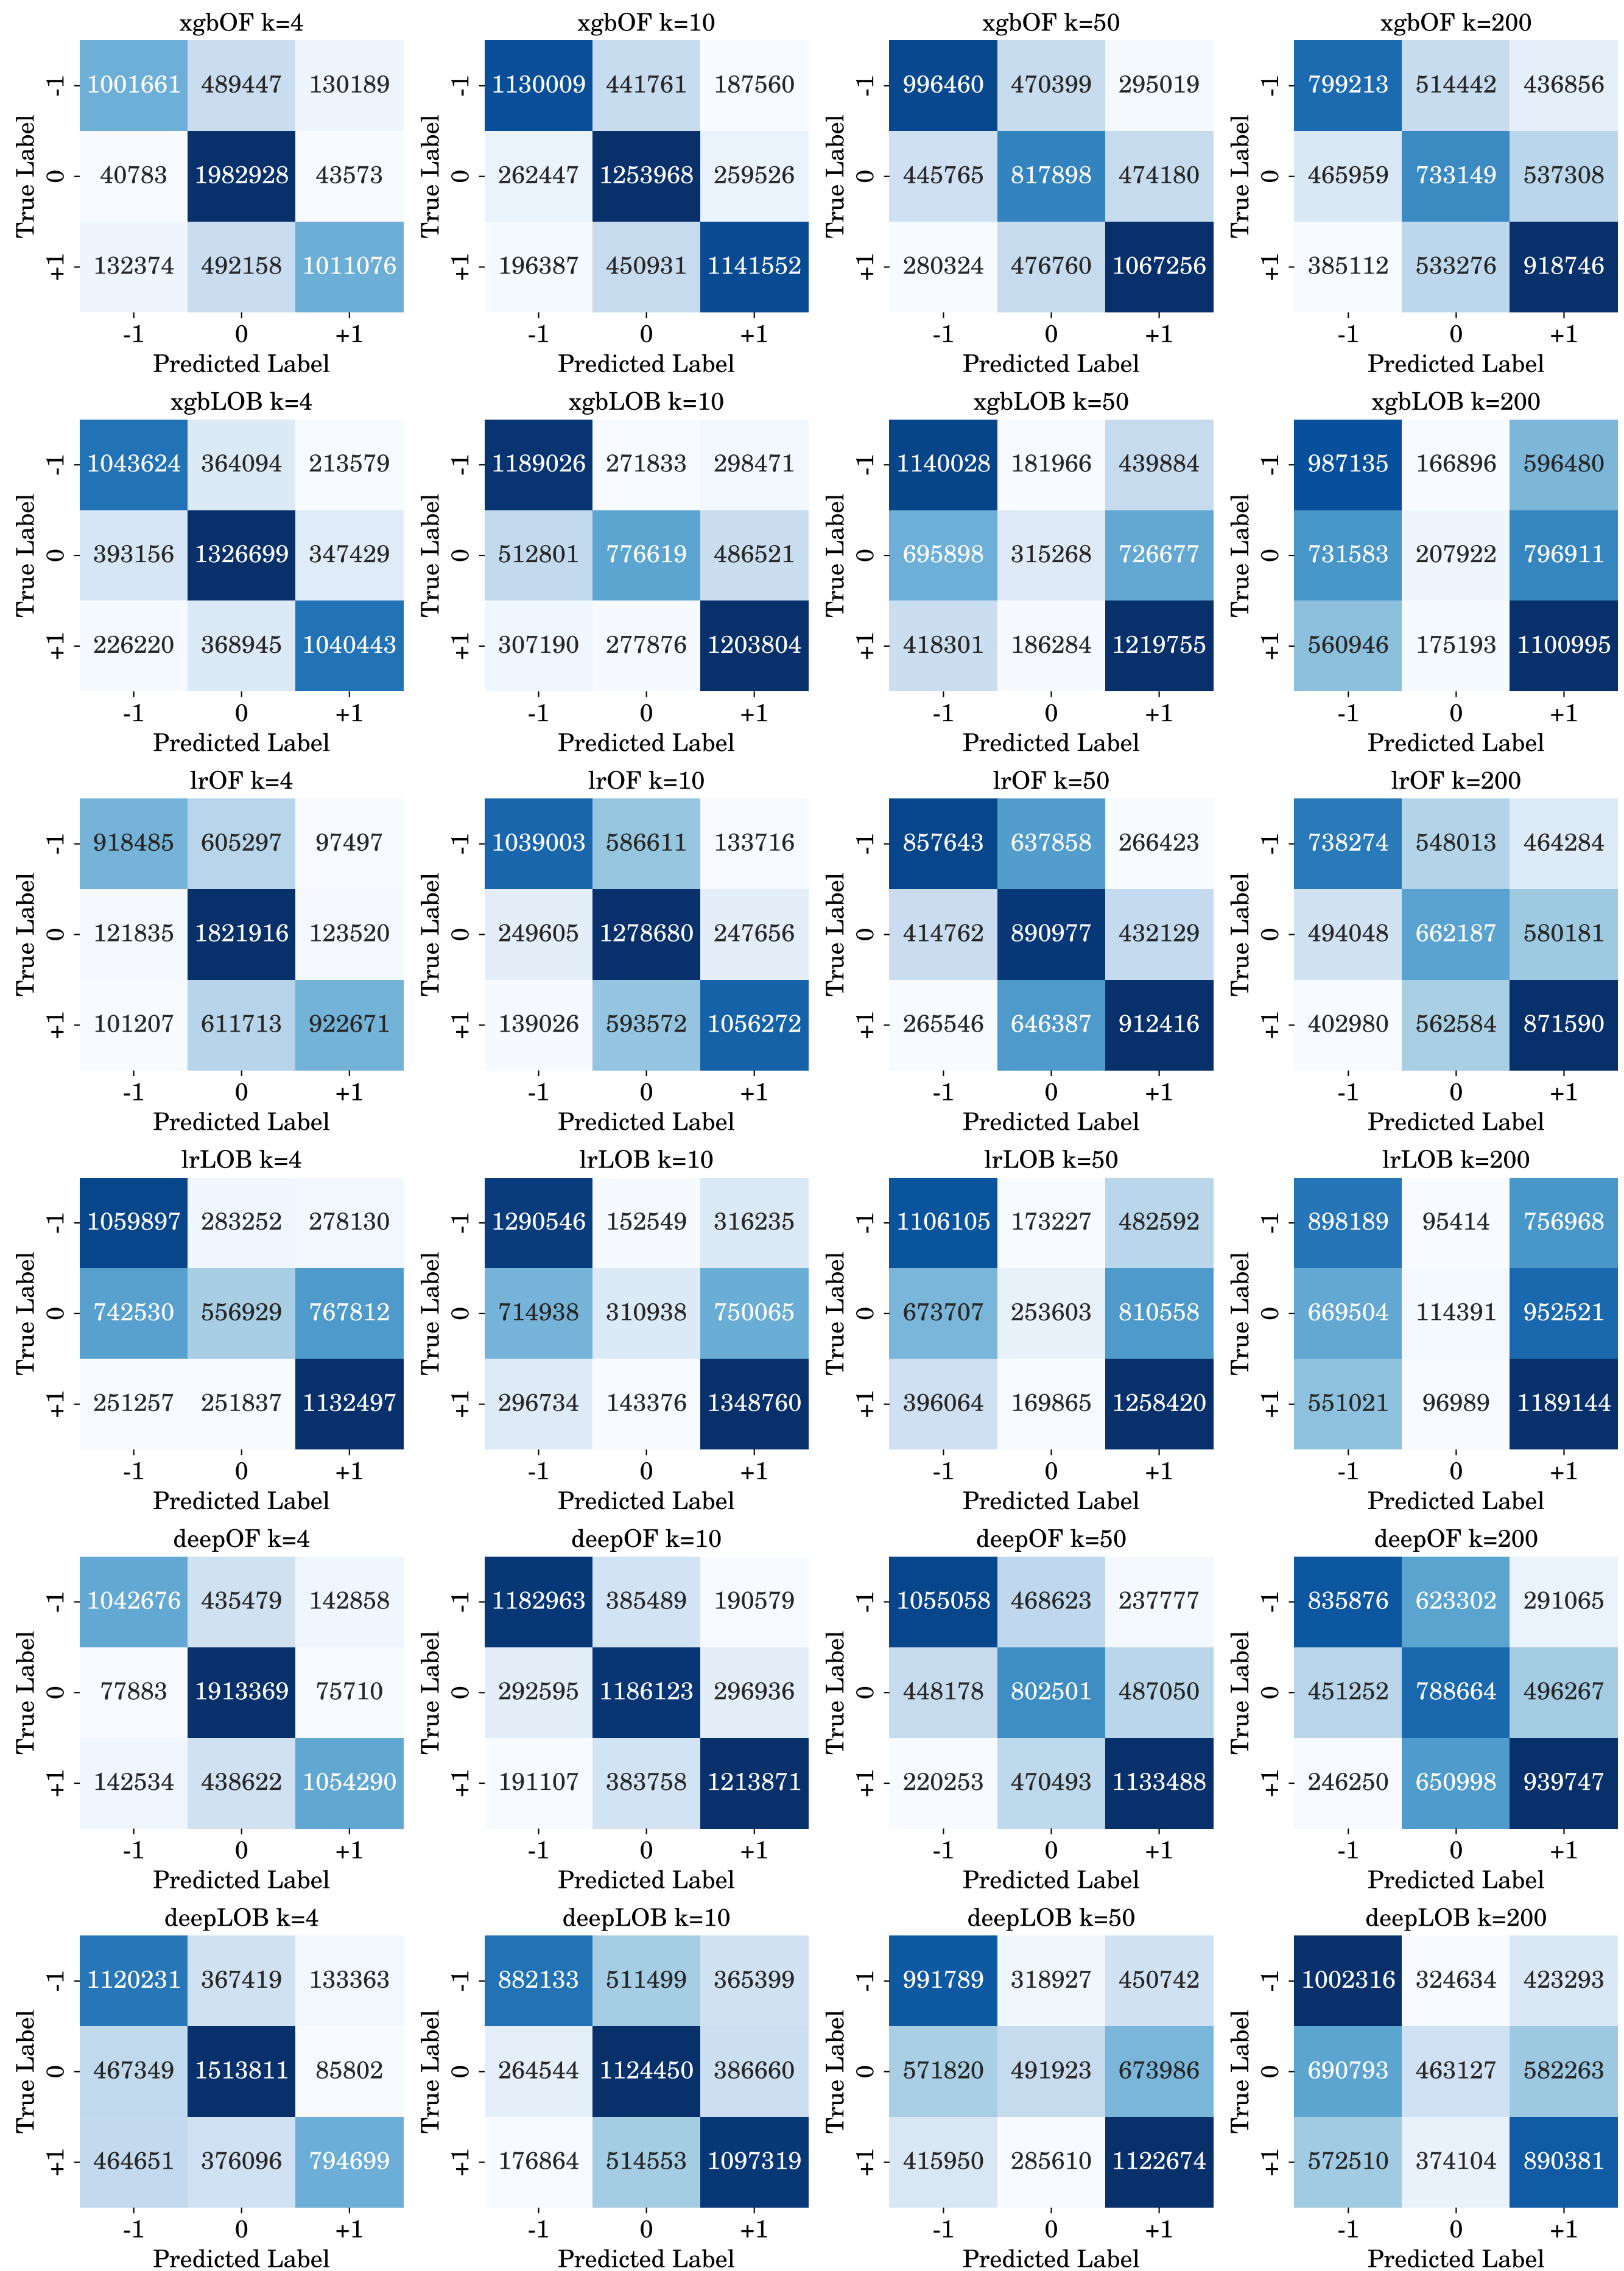 xgbOF k=4
xgbOF k=10
xgbOF k=50
xgbOF k=200
True Label
-1
1001661 489447 130189
0
40783 1982928 43573
+1
132374 492158 1011076
-1 0 +1
Predicted Label
True Label
-1
1130009 441761 187560
0
262447 1253968 259526
+1
196387 450931 1141552
-1 0 +1
Predicted Label
True Label
-1
996460 470399 295019
0
445765 817898 474180
+1
280324 476760 1067256
-1 0 +1
Predicted Label
True Label
-1
799213 514442 436856
0
465959 733149 537308
+1
385112 533276 918746
-1 0 +1
Predicted Label
xgbLOB k=4
xgbLOB k=10
xgbLOB k=50
xgbLOB k=200
True Label
-1
1043624 364094 213579
0
393156 1326699 347429
+1
226220 368945 1040443
-1 0 +1
Predicted Label
True Label
-1
1189026 271833 298471
0
512801 776619 486521
+1
307190 277876 1203804
-1 0 +1
Predicted Label
True Label
-1
1140028 181966 439884
0
695898 315268 726677
+1
418301 186284 1219755
-1 0 +1
Predicted Label
True Label
-1
987135 166896 596480
0
731583 207922 796911
+1
560946 175193 1100995
-1 0 +1
Predicted Label
lrOF k=4
lrOF k=10
lrOF k=50
lrOF k=200
True Label
-1
918485 605297 97497
0
121835 1821916 123520
+1
101207 611713 922671
-1 0 +1
Predicted Label
True Label
-1
1039003 586611 133716
0
249605 1278680 247656
+1
139026 593572 1056272
-1 0 +1
Predicted Label
True Label
-1
857643 637858 266423
0
414762 890977 432129
+1
265546 646387 912416
-1 0 +1
Predicted Label
True Label
-1
738274 548013 464284
0
494048 662187 580181
+1
402980 562584 871590
-1 0 +1
Predicted Label
lrLOB k=4
lrLOB k=10
lrLOB k=50
lrLOB k=200
True Label
-1
1059897 283252 278130
0
742530 556929 767812
+1
251257 251837 1132497
-1 0 +1
Predicted Label
True Label
-1
1290546 152549 316235
0
714938 310938 750065
+1
296734 143376 1348760
-1 0 +1
Predicted Label
True Label
-1
1106105 173227 482592
0
673707 253603 810558
+1
396064 169865 1258420
-1 0 +1
Predicted Label
True Label
-1
898189 95414 756968
0
669504 114391 952521
+1
551021 96989 1189144
-1 0 +1
Predicted Label
deepOF k=4
deepOF k=10
deepOF k=50
deepOF k=200
True Label
-1
1042676 435479 142858
0
77883 1913369 75710
+1
142534 438622 1054290
-1 0 +1
Predicted Label
True Label
-1
1182963 385489 190579
0
292595 1186123 296936
+1
191107 383758 1213871
-1 0 +1
Predicted Label
True Label
-1
1055058 468623 237777
0
448178 802501 487050
+1
220253 470493 1133488
-1 0 +1
Predicted Label
True Label
-1
835876 623302 291065
0
451252 788664 496267
+1
246250 650998 939747
-1 0 +1
Predicted Label
deepLOB k=4
deepLOB k=10
deepLOB k=50
deepLOB k=200
True Label
-1
1120231 367419 133363
0
467349 1513811 85802
+1
464651 376096 794699
-1 0 +1
Predicted Label
True Label
-1
882133 511499 365399
0
264544 1124450 386660
+1
176864 514553 1097319
-1 0 +1
Predicted Label
True Label
-1
991789 318927 450742
0
571820 491923 673986
+1
415950 285610 1122674
-1 0 +1
Predicted Label
True Label
-1
1002316 324634 423293
0
690793 463127 582263
+1
572510 374104 890381
-1 0 +1
Predicted Label